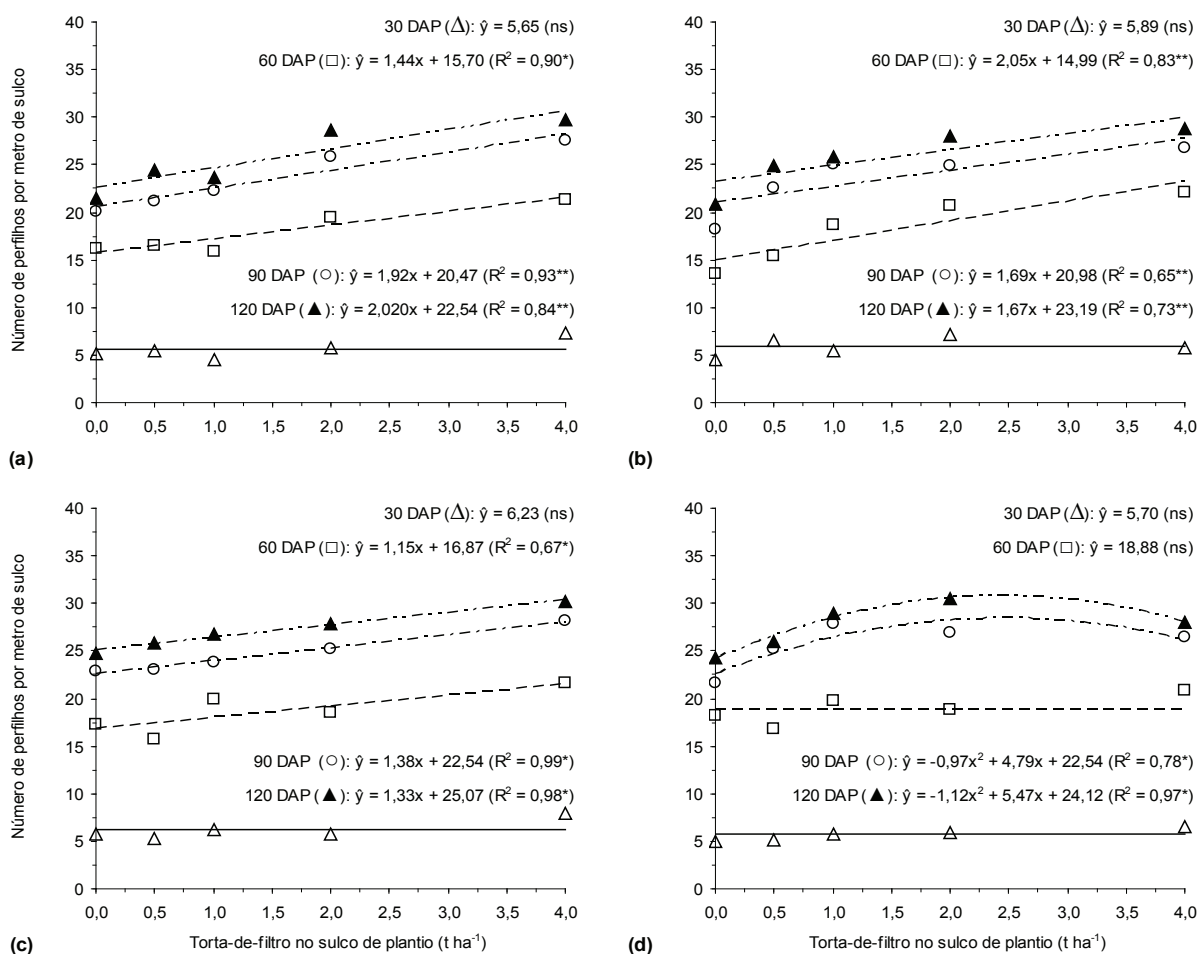 30 DAP (Δ): ŷ = 5,65 (ns)
60 DAP (□): ŷ = 1,44x + 15,70 (R² = 0,90*)
90 DAP (○): ŷ = 1,92x + 20,47 (R² = 0,93**)
120 DAP (▲): ŷ = 2,020x + 22,54 (R² = 0,84**)
Número de perfilhos por metro de sulco
40
35
30
25
20
15
10
5
0
0,0 0,5 1,0 1,5 2,0 2,5 3,0 3,5 4,0
(a)
30 DAP (Δ): ŷ = 5,89 (ns)
60 DAP (□): ŷ = 2,05x + 14,99 (R² = 0,83**)
90 DAP (○): ŷ = 1,69x + 20,98 (R² = 0,65**)
120 DAP (▲): ŷ = 1,67x + 23,19 (R² = 0,73**)
40
35
30
25
20
15
10
5
0
0,0 0,5 1,0 1,5 2,0 2,5 3,0 3,5 4,0
(b)
30 DAP (Δ): ŷ = 6,23 (ns)
60 DAP (□): ŷ = 1,15x + 16,87 (R² = 0,67*)
90 DAP (○): ŷ = 1,38x + 22,54 (R² = 0,99*)
120 DAP (▲): ŷ = 1,33x + 25,07 (R² = 0,98*)
Número de perfilhos por metro de sulco
40
35
30
25
20
15
10
5
0
0,0 0,5 1,0 1,5 2,0 2,5 3,0 3,5 4,0
Torta-de-filtro no sulco de plantio (t ha⁻¹)
(c)
30 DAP (Δ): ŷ = 5,70 (ns)
60 DAP (□): ŷ = 18,88 (ns)
90 DAP (○): ŷ = -0,97x² + 4,79x + 22,54 (R² = 0,78*)
120 DAP (▲): ŷ = -1,12x² + 5,47x + 24,12 (R² = 0,97*)
40
35
30
25
20
15
10
5
0
0,0 0,5 1,0 1,5 2,0 2,5 3,0 3,5 4,0
Torta-de-filtro no sulco de plantio (t ha⁻¹)
(d)